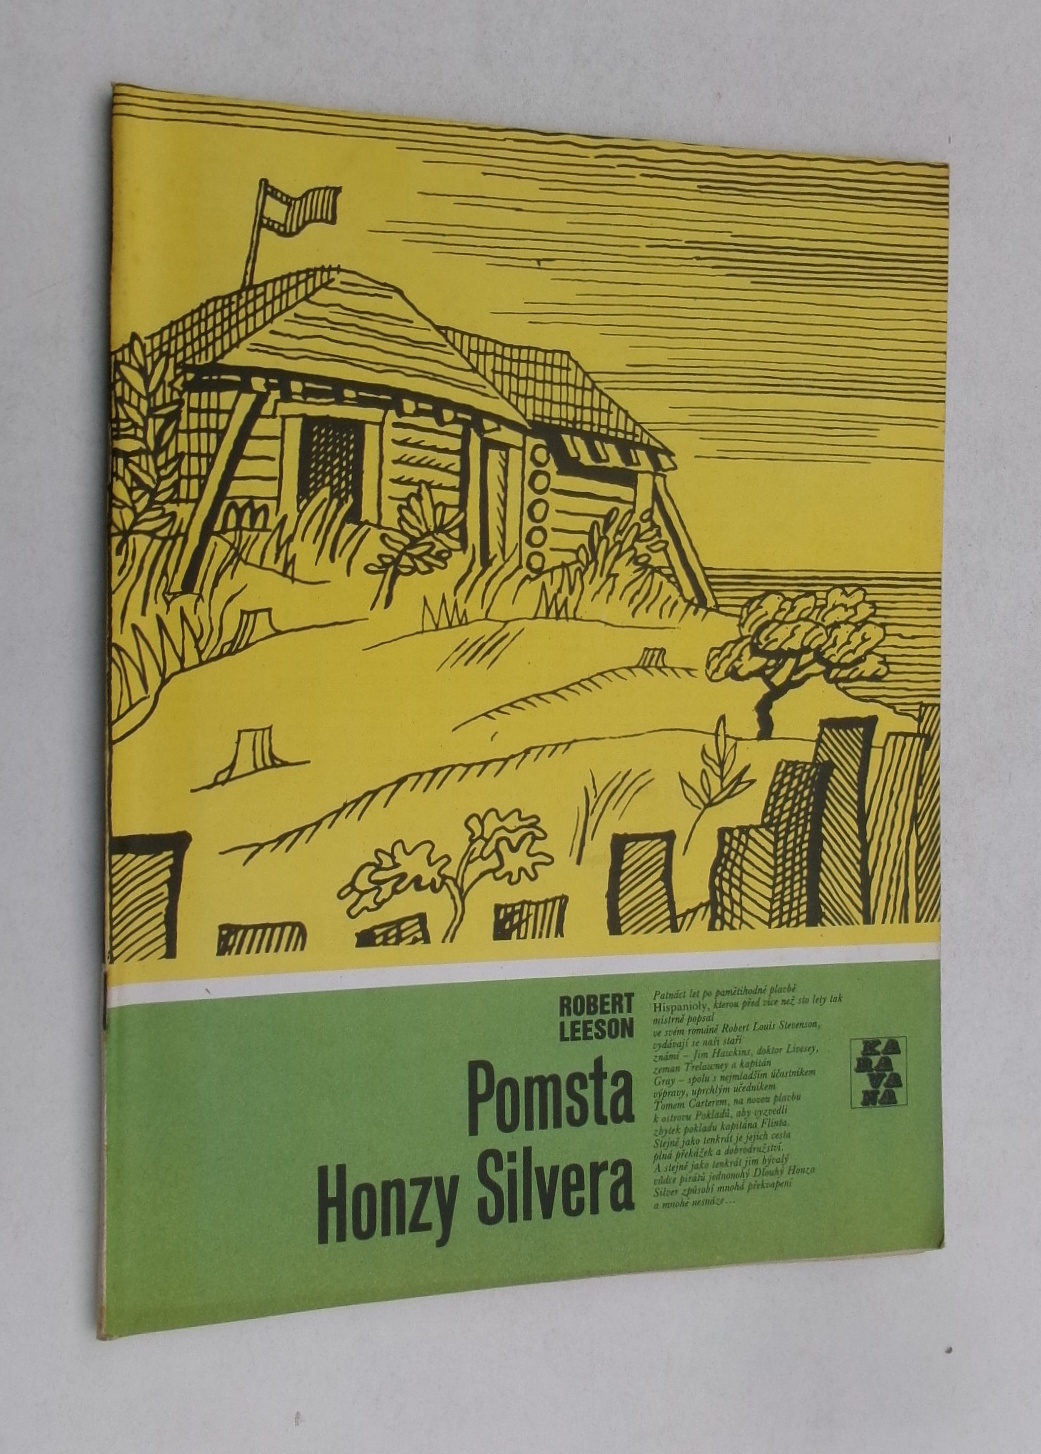 ROBERT
LEESON
Pomsta
Honzy Silvera
Patnáct let po pamětihodné plavbě
Hispanioly, kterou před více než sto lety tak
mistrně popsal
ve svém románě Robert Louis Stevenson,
vydávají se naši staří
známí – Jim Hawkins, doktor Livesey,
zeman Trelawney a kapitán
Gray – spolu s nejmladším účastníkem
výpravy, uprchlým učedníkem
Tomem Carterem, na novou plavbu
k ostrovu Pokladů, aby vyzvedli
zbytek pokladu kapitána Flinta.
Stejně jako tenkrát je jejich cesta
plná překážek a dobrodružství.
A stejně jako tenkrát jim bývalý
vůdce pirátů jednonohý Dlouhý Honza
Silver způsobí mnohá překvapení
a mnohé nesnáze...
KA
RA
VA
NA